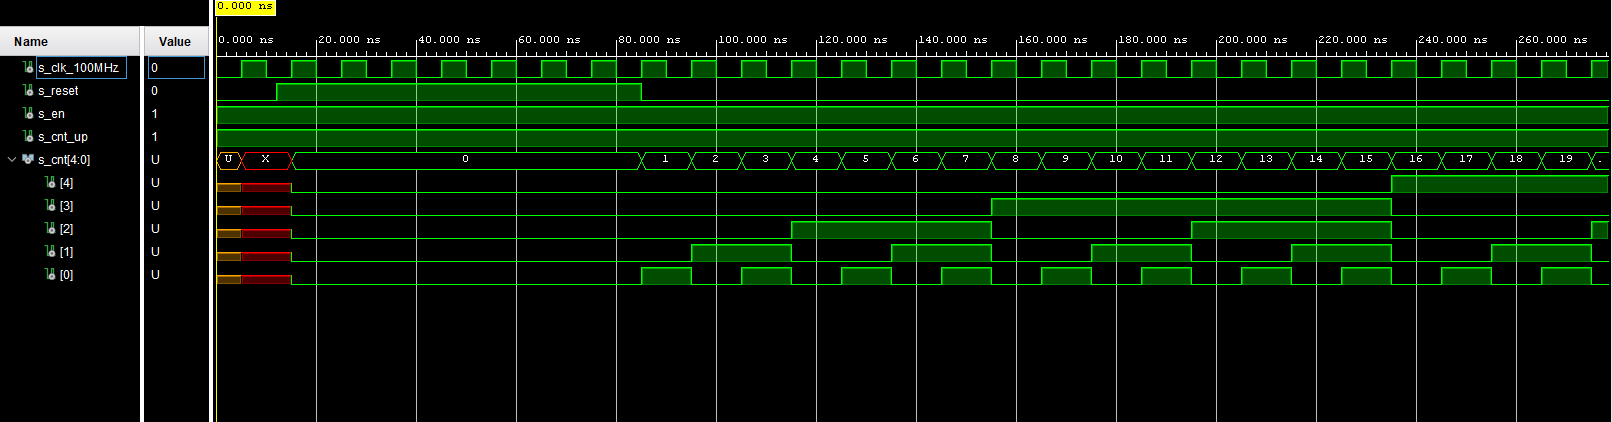 0.000 ns
Name Value
0.000 ns 20.000 ns 40.000 ns 60.000 ns 80.000 ns 100.000 ns 120.000 ns 140.000 ns 160.000 ns 180.000 ns 200.000 ns 220.000 ns 240.000 ns 260.000 ns
s_clk_100MHz 0
s_reset 0
s_en 1
s_cnt_up 1
s_cnt[4:0] U U X 0 1 2 3 4 5 6 7 8 9 10 11 12 13 14 15 16 17 18 19 .
[4] U
[3] U
[2] U
[1] U
[0] U